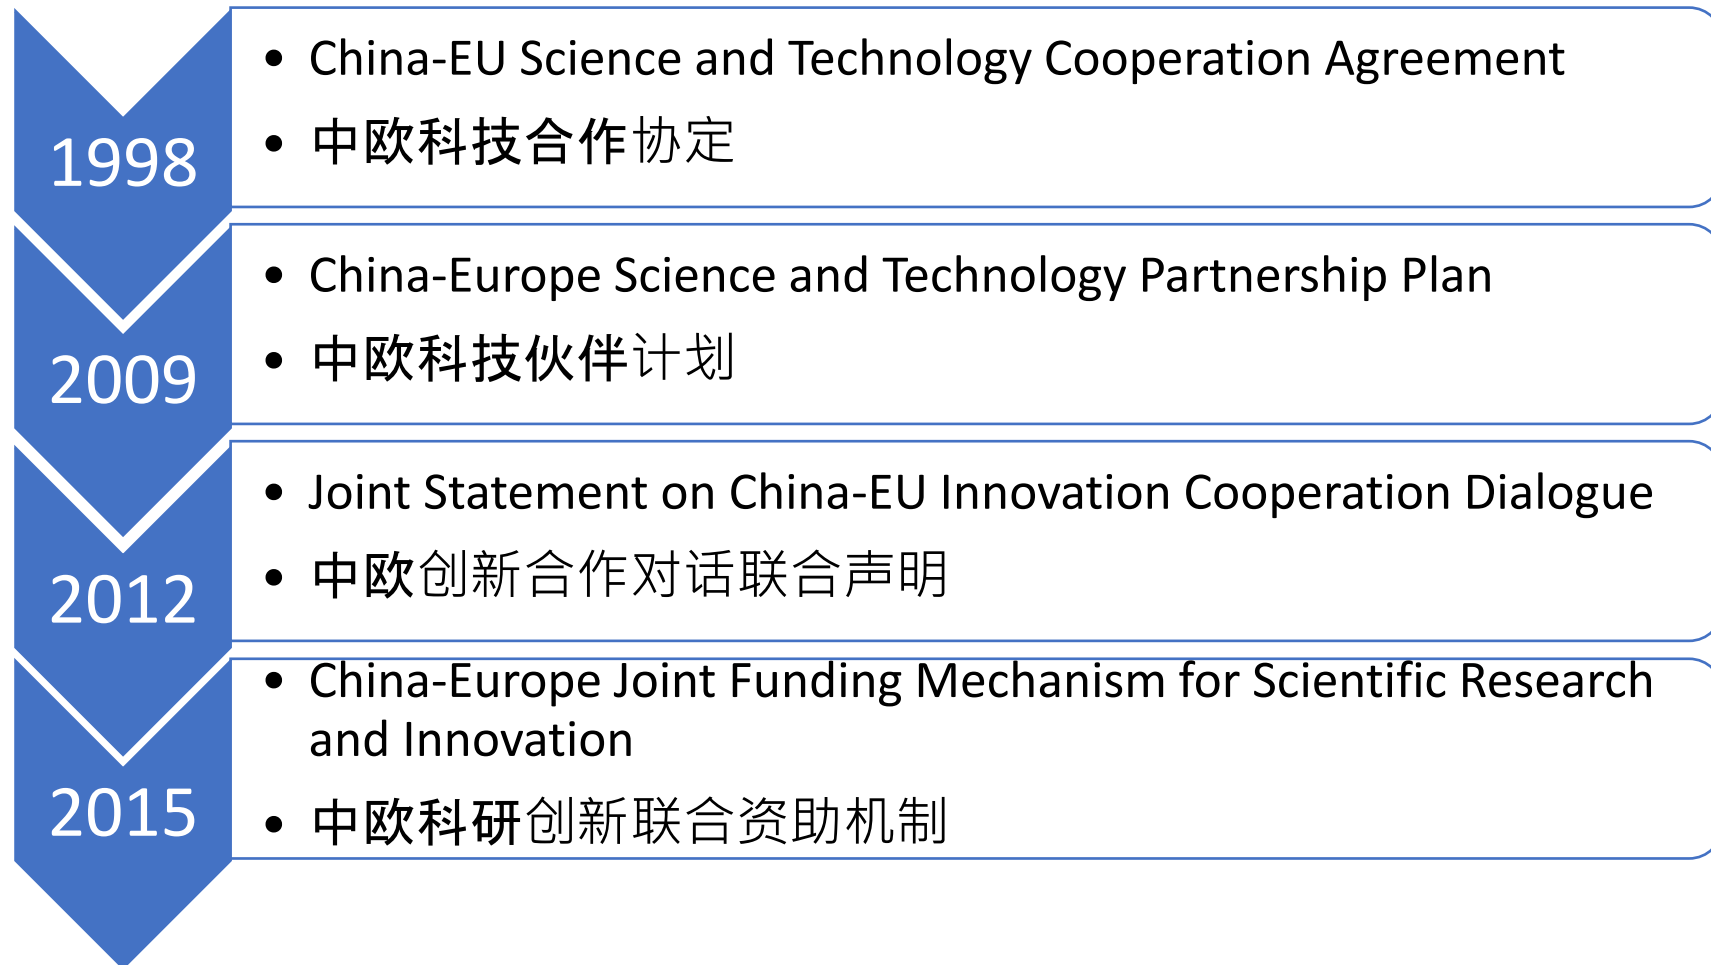 1998
• China-EU Science and Technology Cooperation Agreement
• 中欧科技合作协定
2009
• China-Europe Science and Technology Partnership Plan
• 中欧科技伙伴计划
2012
• Joint Statement on China-EU Innovation Cooperation Dialogue
• 中欧创新合作对话联合声明
2015
• China-Europe Joint Funding Mechanism for Scientific Research
and Innovation
• 中欧科研创新联合资助机制